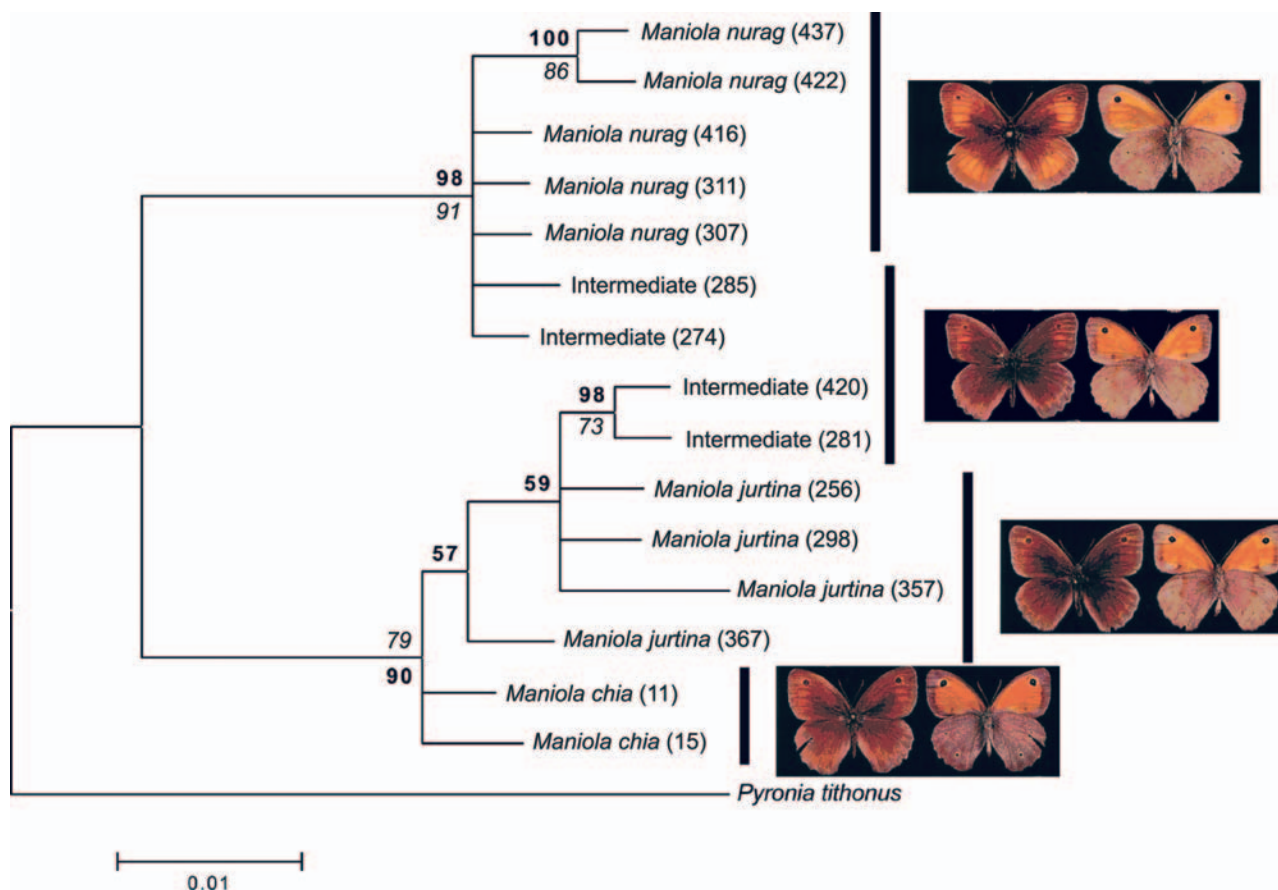 100
Maniola nurag (437)
86
Maniola nurag (422)
Maniola nurag (416)
98
Maniola nurag (311)
91
Maniola nurag (307)
Intermediate (285)
Intermediate (274)
98
Intermediate (420)
73
Intermediate (281)
59
Maniola jurtina (256)
Maniola jurtina (298)
57
Maniola jurtina (357)
79
Maniola jurtina (367)
90
Maniola chia (11)
Maniola chia (15)
Pyronia tithonus
0.01